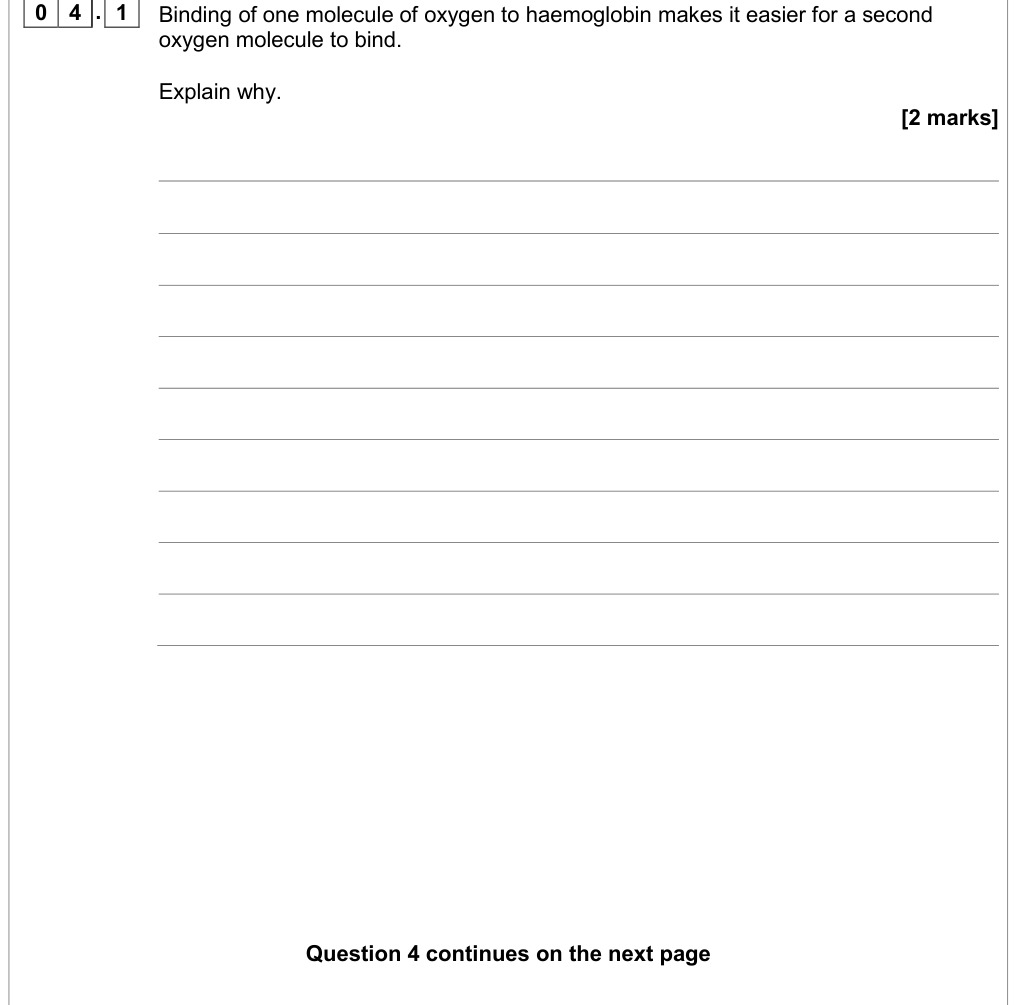 0 4 . 1 Binding of one molecule of oxygen to haemoglobin makes it easier for a second
oxygen molecule to bind.
Explain why.
[2 marks]
Question 4 continues on the next page